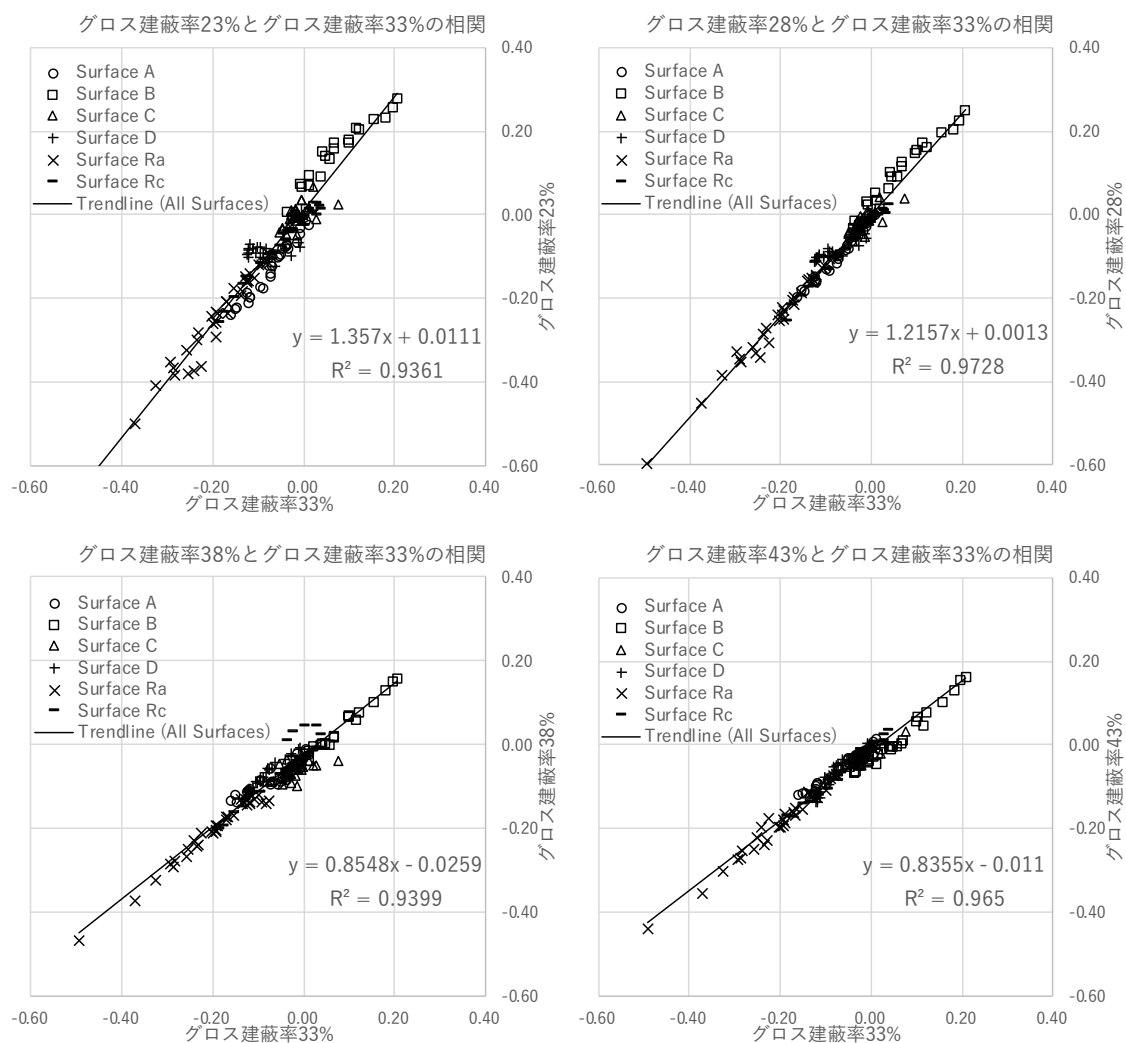 グロス建蔽率23%とグロス建蔽率33%の相関
0.40
0.20
0.00
-0.20
-0.40
-0.60
Surface A
Surface B
Surface C
Surface D
Surface Ra
Surface Rc
Trendline (All Surfaces)
グロス建蔽率23%
y = 1.357x + 0.0111
R² = 0.9361
-0.60 -0.40 -0.20 0.00 0.20 0.40
グロス建蔽率33%
グロス建蔽率28%とグロス建蔽率33%の相関
0.40
0.20
0.00
-0.20
-0.40
-0.60
Surface A
Surface B
Surface C
Surface D
Surface Ra
Surface Rc
Trendline (All Surfaces)
グロス建蔽率28%
y = 1.2157x + 0.0013
R² = 0.9728
-0.60 -0.40 -0.20 0.00 0.20 0.40
グロス建蔽率33%
グロス建蔽率38%とグロス建蔽率33%の相関
0.40
0.20
0.00
-0.20
-0.40
-0.60
Surface A
Surface B
Surface C
Surface D
Surface Ra
Surface Rc
Trendline (All Surfaces)
グロス建蔽率38%
y = 0.8548x - 0.0259
R² = 0.9399
-0.60 -0.40 -0.20 0.00 0.20 0.40
グロス建蔽率33%
グロス建蔽率43%とグロス建蔽率33%の相関
0.40
0.20
0.00
-0.20
-0.40
-0.60
Surface A
Surface B
Surface C
Surface D
Surface Ra
Surface Rc
Trendline (All Surfaces)
グロス建蔽率43%
y = 0.8355x - 0.011
R² = 0.965
-0.60 -0.40 -0.20 0.00 0.20 0.40
グロス建蔽率33%